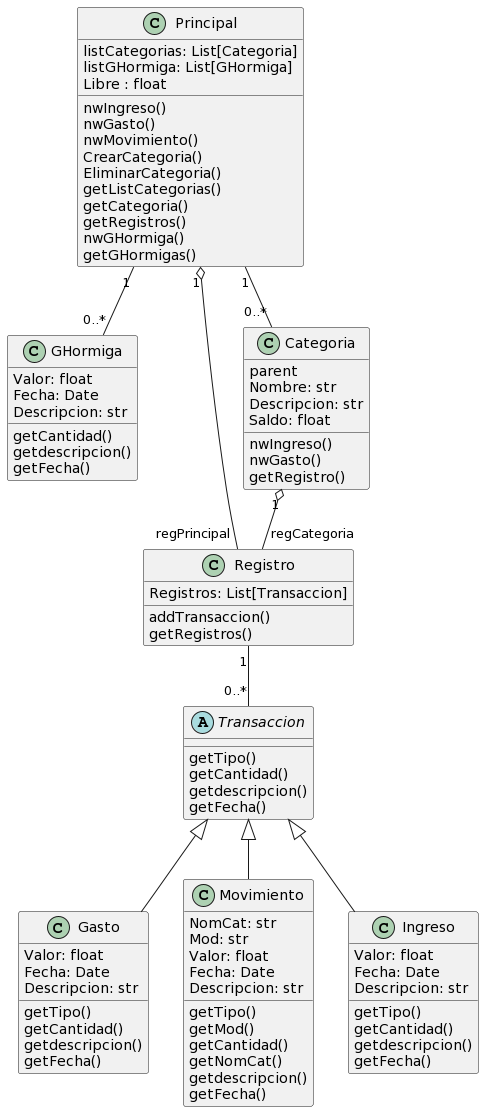 C Principal
listCategorias: List[Categoria]
listGHormiga: List[GHormiga]
Libre : float
nwIngreso()
nwGasto()
nwMovimiento()
CrearCategoria()
EliminarCategoria()
getListCategorias()
getCategoria()
getRegistros()
nwGHormiga()
getGHormigas()
1
1
1
0..*
0..*
C GHormiga
Valor: float
Fecha: Date
Descripcion: str
getCantidad()
getdescripcion()
getFecha()
C Categoria
parent
Nombre: str
Descripcion: str
Saldo: float
nwIngreso()
nwGasto()
getRegistro()
1
regPrincipal
regCategoria
C Registro
Registros: List[Transaccion]
addTransaccion()
getRegistros()
1
0..*
A Transaccion
getTipo()
getCantidad()
getdescripcion()
getFecha()
C Gasto
Valor: float
Fecha: Date
Descripcion: str
getTipo()
getCantidad()
getdescripcion()
getFecha()
C Movimiento
NomCat: str
Mod: str
Valor: float
Fecha: Date
Descripcion: str
getTipo()
getMod()
getCantidad()
getNomCat()
getdescripcion()
getFecha()
C Ingreso
Valor: float
Fecha: Date
Descripcion: str
getTipo()
getCantidad()
getdescripcion()
getFecha()